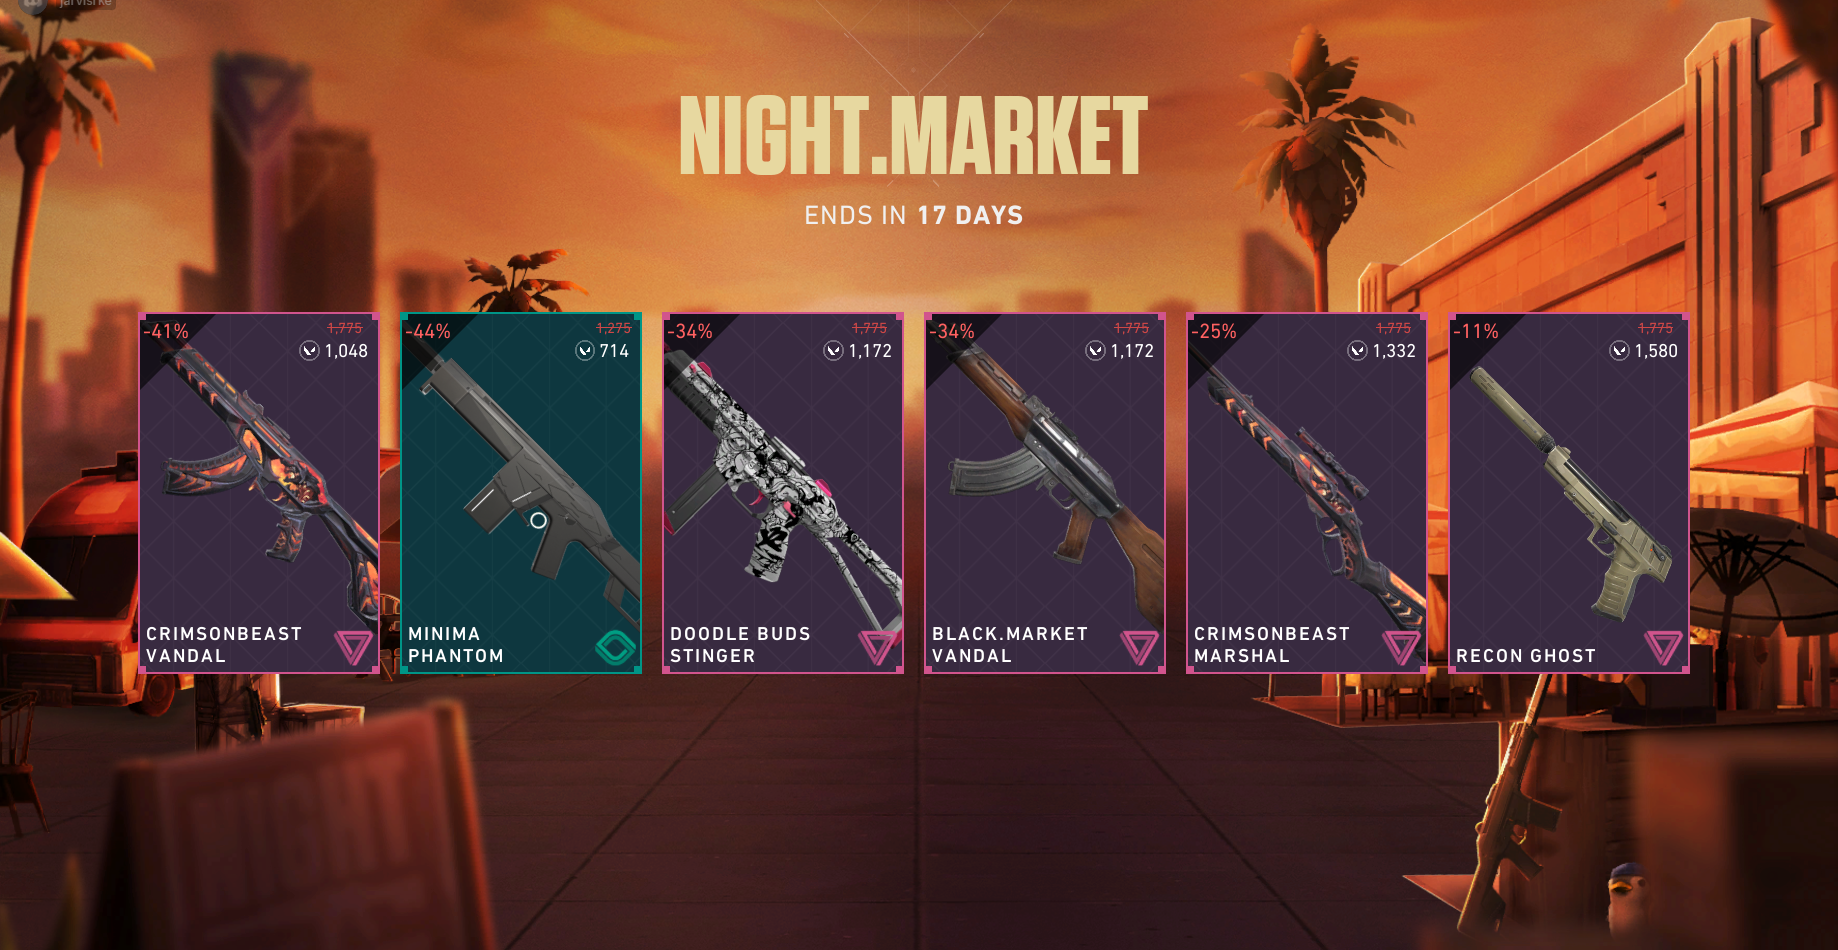 jarvisrke
NIGHT.MARKET
ENDS IN 17 DAYS
-41%
1,775
1,048
CRIMSONBEAST
VANDAL
-44%
1,275
714
MINIMA
PHANTOM
-34%
1,775
1,172
DOODLE BUDS
STINGER
-34%
1,775
1,172
BLACK.MARKET
VANDAL
-25%
1,775
1,332
CRIMSONBEAST
MARSHAL
-11%
1,775
1,580
RECON GHOST
NIGHT